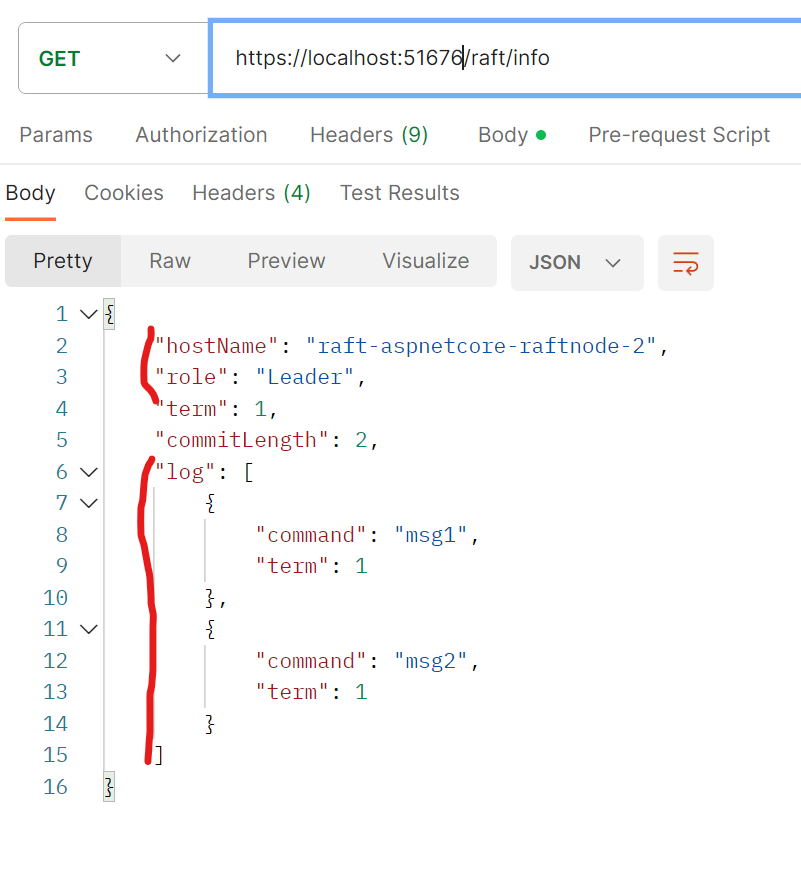 GET https://localhost:51676/raft/info
Params Authorization Headers (9) Body Pre-request Script
Body Cookies Headers (4) Test Results
Pretty Raw Preview Visualize JSON
1 {
2 "hostName": "raft-aspnetcore-raftnode-2",
3 "role": "Leader",
4 "term": 1,
5 "commitLength": 2,
6 "log": [
7 {
8 "command": "msg1",
9 "term": 1
10 },
11 {
12 "command": "msg2",
13 "term": 1
14 }
15 ]
16 }